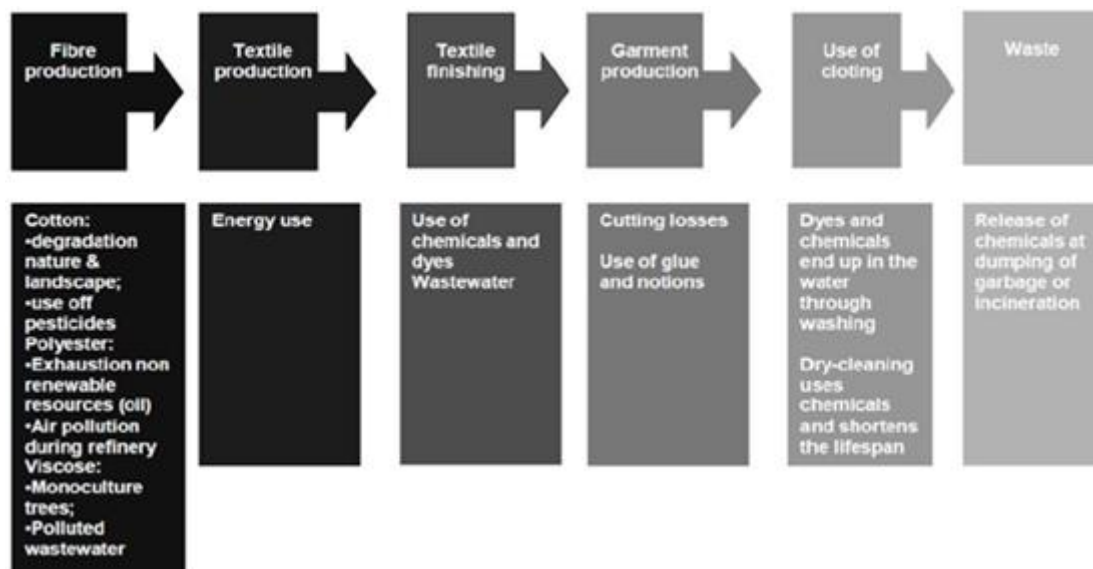 Fibre
production
Textile
production
Textile
finishing
Garment
production
Use of
cloting
Waste
Cotton:
•degradation
nature &
landscape;
•use off
pesticides
Polyester:
•Exhaustion non
renewable
resources (oil)
•Air pollution
during refinery
Viscose:
•Monoculture
trees;
•Polluted
wastewater
Energy use
Use of
chemicals and
dyes
Wastewater
Cutting losses
Use of glue
and notions
Dyes and
chemicals
end up in the
water
through
washing
Dry-cleaning
uses
chemicals
and shortens
the lifespan
Release of
chemicals at
dumping of
garbage or
incineration